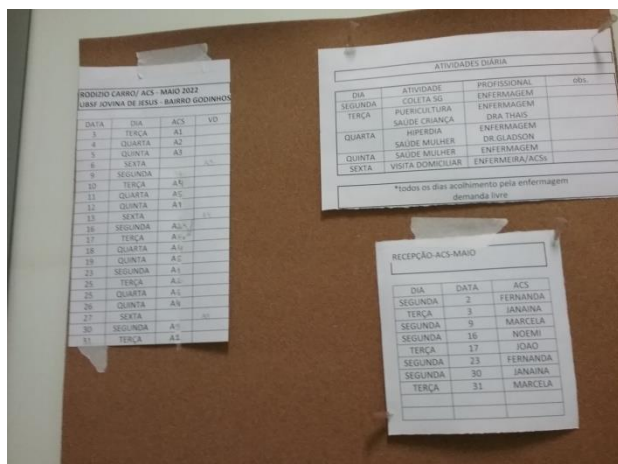 RODIZIO CARRO/ ACS - MAIO 2022
UBSF JOVINA DE JESUS - BAIRRO GODINHOS
DATA DIA ACS VD
3 TERÇA A1
4 QUARTA A2
5 QUINTA A3
6 SEXTA
9 SEGUNDA
10 TERÇA
11 QUARTA
12 QUINTA A1
13 SEXTA
16 SEGUNDA
17 TERÇA
18 QUARTA
19 QUINTA
23 SEGUNDA
TERÇA
25 QUARTA
26 QUINTA
27 SEXTA
30 SEGUNDA
31 TERÇA
ATIVIDADES DIÁRIA
DIA ATIVIDADE PROFISSIONAL obs.
SEGUNDA COLETA SG ENFERMAGEM
TERÇA PUERICULTURA ENFERMAGEM
SAÚDE CRIANÇA DRA THAIS
QUARTA HIPERDIA ENFERMAGEM
SAÚDE MULHER DR.GLADSON
QUINTA SAÚDE MULHER ENFERMAGEM
SEXTA VISITA DOMICILIAR ENFERMEIRA/ACSs
*todos os dias acolhimento pela enfermagem
demanda livre
RECEPÇÃO-ACS-MAIO
DIA DATA ACS
SEGUNDA 2 FERNANDA
TERÇA 3 JANAINA
SEGUNDA 9 MARCELA
SEGUNDA 16 NOEMI
TERÇA 17 JOAO
SEGUNDA 23 FERNANDA
SEGUNDA 30 JANAINA
TERÇA 31 MARCELA